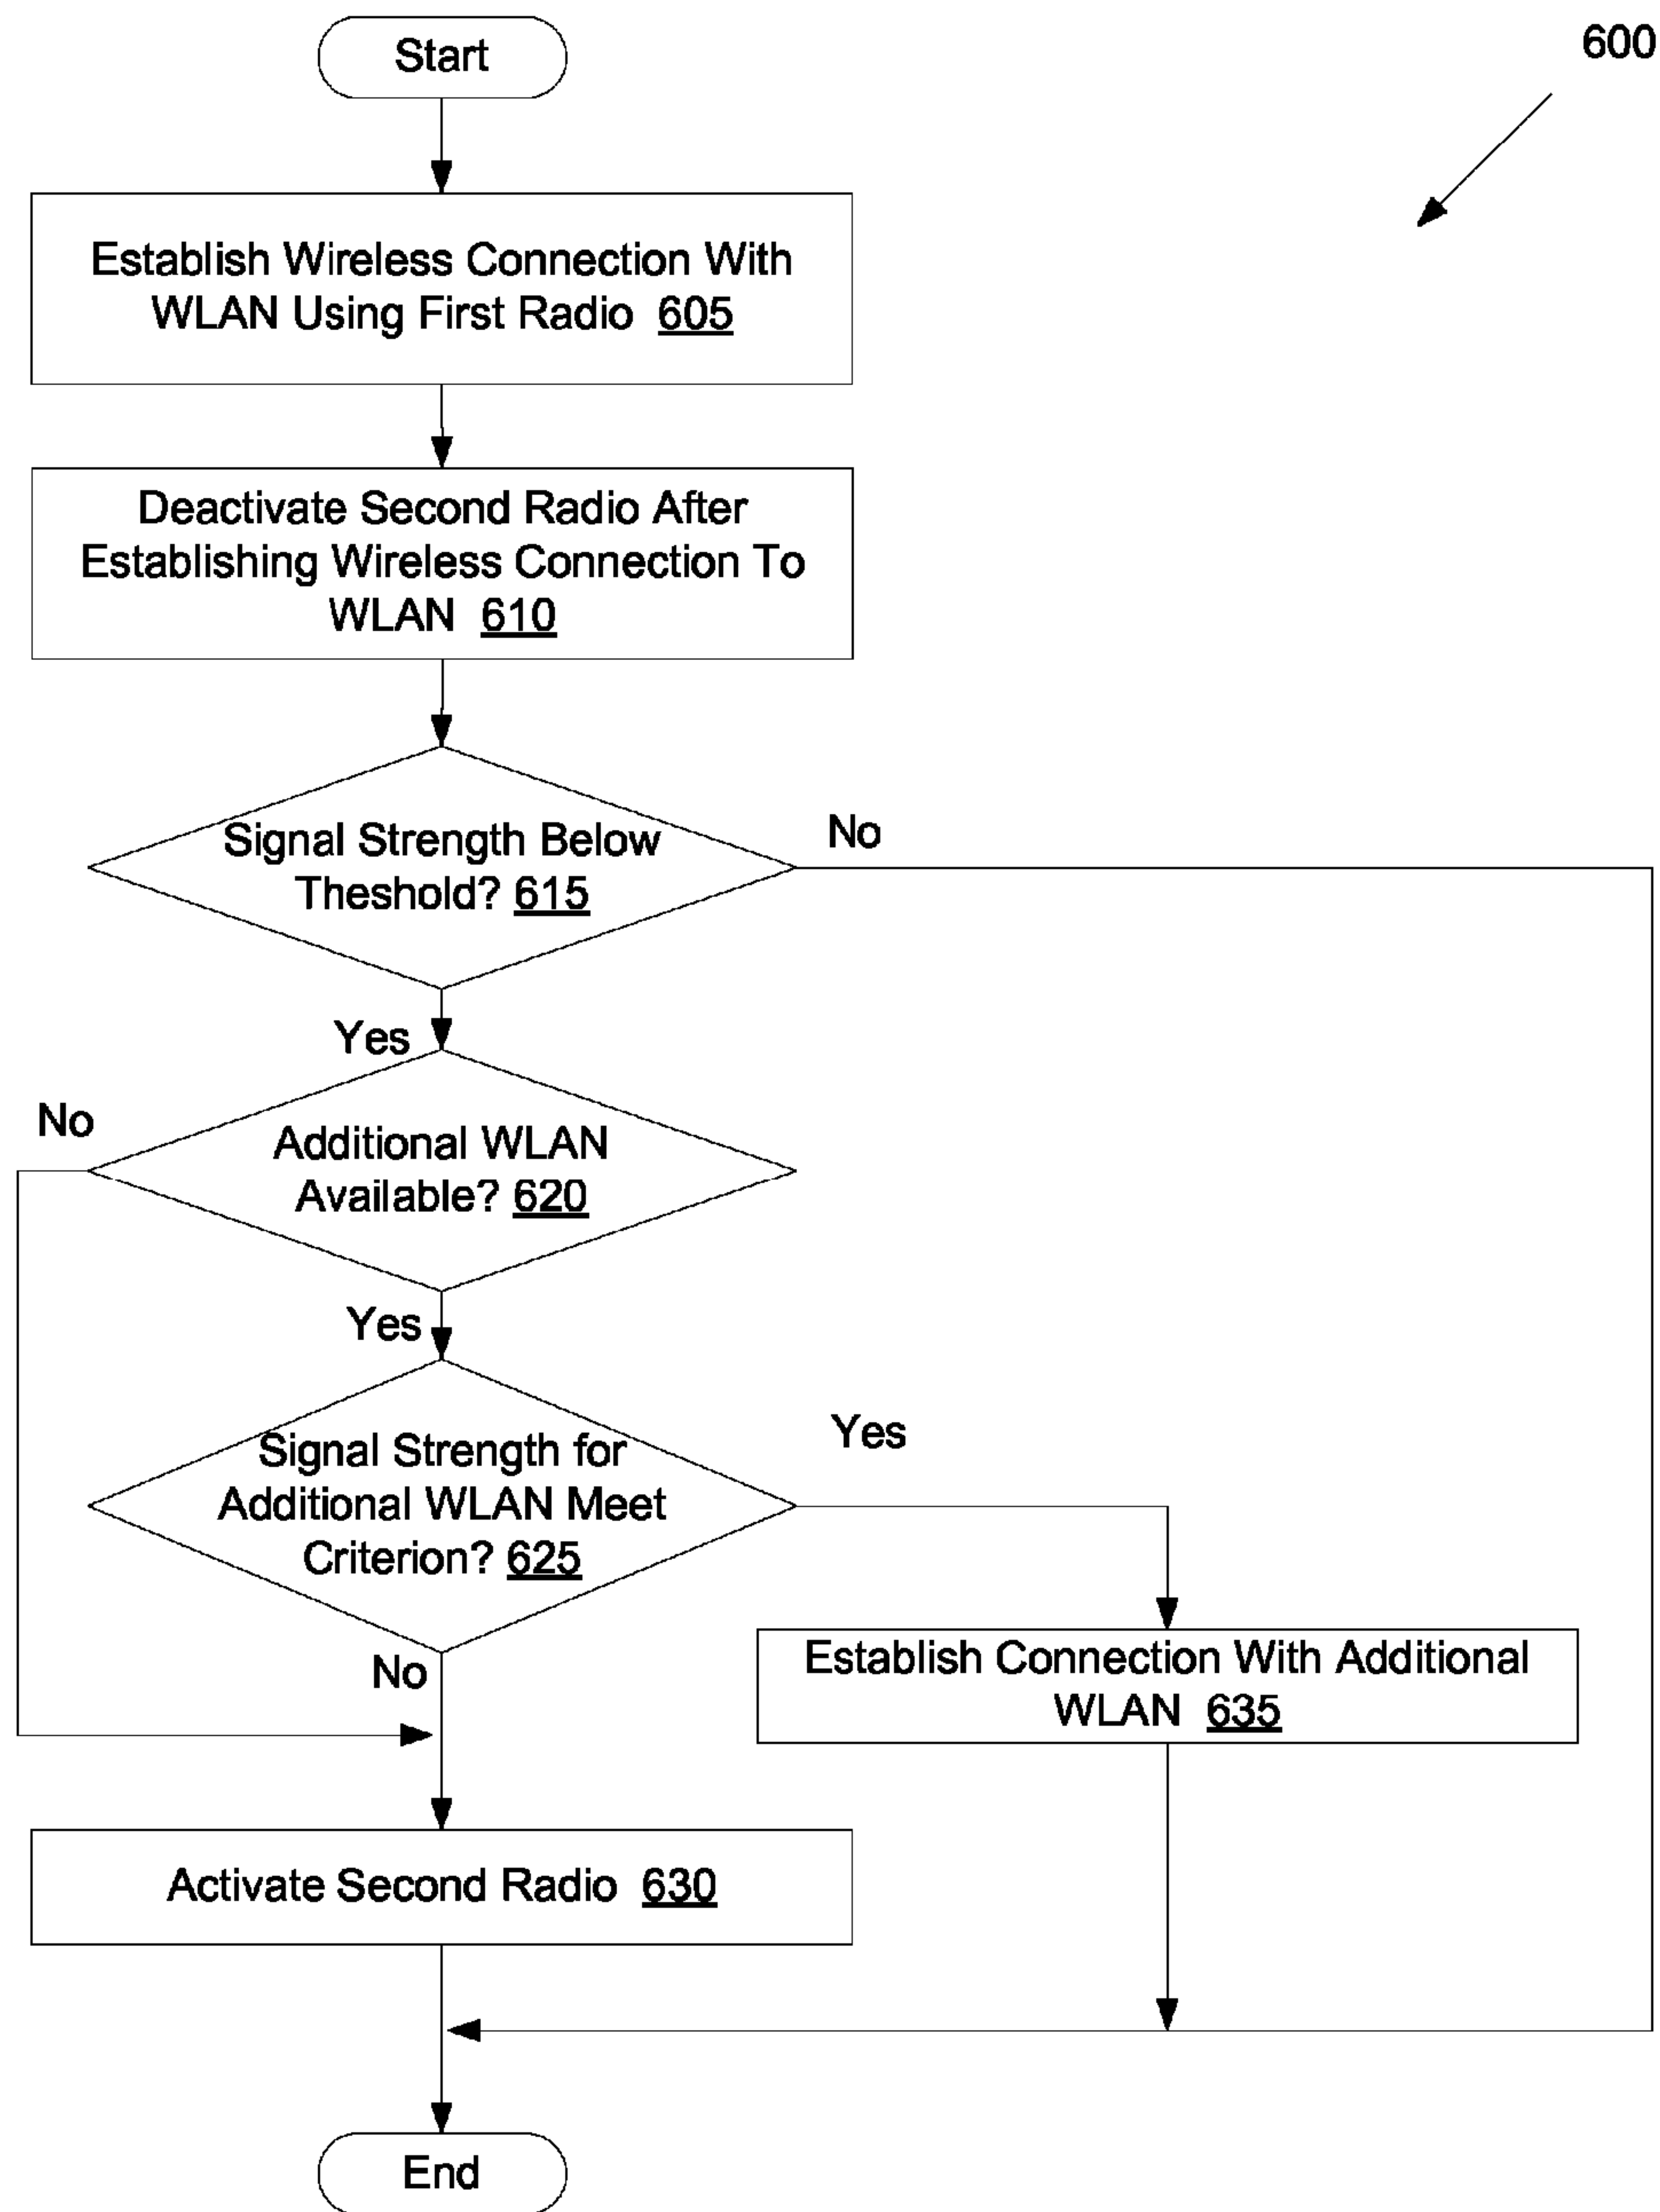 Start
600
Establish Wireless Connection With
WLAN Using First Radio 605
Deactivate Second Radio After
Establishing Wireless Connection To
WLAN 610
Signal Strength Below
Theshold? 615
No
Yes
No
Additional WLAN
Available? 620
Yes
Signal Strength for
Additional WLAN Meet
Criterion? 625
Yes
No
Establish Connection With Additional
WLAN 635
Activate Second Radio 630
End